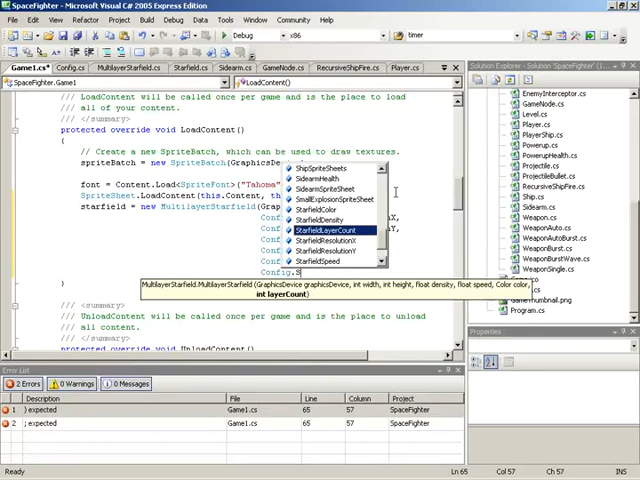 SpaceFighter - Microsoft Visual C# 2005 Express Edition
File Edit View Refactor Project Build Debug Data Tools Window Community Help
Debug x86 timer
Game1.cs* Config.cs MultilayerStarfield.cs Starfield.cs Sidearm.cs GameNode.cs RecursiveShipFire.cs Player.cs
SpaceFighter.Game1 LoadContent()
/// LoadContent will be called once per game and is the place to load
/// all of your content.
/// </summary>
protected override void LoadContent()
{
// Create a new SpriteBatch, which can be used to draw textures.
spriteBatch = new SpriteBatch(GraphicsDevi
font = Content.Load<SpriteFont>("Tahoma"
SpriteSheet.LoadContent(this.Content, th
starfield = new MultilayerStarfield(Grap
Conf
Conf
Conf
Conf
Conf
Config.S
ShipSpriteSheets
SidearmHealth
SidearmSpriteSheet
SmallExplosionSpriteSheet
StarfieldColor
StarfieldDensity
StarfieldLayerCount
StarfieldResolutionX
StarfieldResolutionY
StarfieldSpeed
X,
Y,
}
MultilayerStarfield.MultilayerStarfield (GraphicsDevice graphicsDevice, int width, int height, float density, float speed, Color color,
int layerCount)
/// <summary>
/// UnloadContent will be called once per game and is the place to unload
/// all content.
/// </summary>
protected override void UnloadContent()
Solution Explorer - Solution 'SpaceFighter'
EnemyInterceptor.cs
GameNode.cs
Level.cs
Player.cs
PlayerShip.cs
Powerup.cs
PowerupHealth.cs
Projectile.cs
RecursiveShipFire.cs
Ship.cs
Sidearm.cs
Starfield.cs
Weapon.cs
WeaponAuto.cs
WeaponAutoBurst.cs
WeaponBurst.cs
WeaponSingle.cs
GameThumbnail.png
Program.cs
Properties
Error List
2 Errors 0 Warnings 0 Messages
Description File Line Column Project
1 ) expected Game1.cs 65 57 SpaceFighter
2 ; expected Game1.cs 65 57 SpaceFighter
Ready Ln 65 Col 57 Ch 57 INS